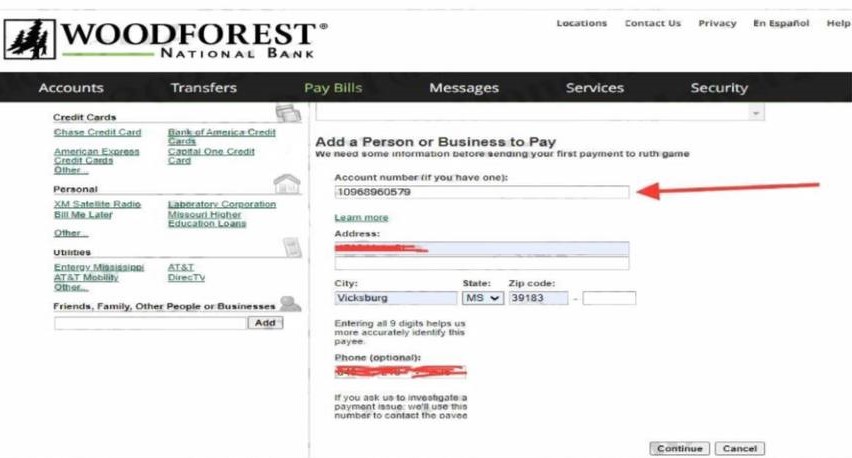 WOODFOREST®
NATIONAL BANK
Locations Contact Us Privacy En Español Help
Accounts Transfers Pay Bills Messages Services Security
Credit Cards
Chase Credit Card
Bank of America Credit
Cards
American Express
Credit Cards
Capital One Credit
Card
Other...
Personal
XM Satellite Radio
Laboratory Corporation
Bill Me Later
Missouri Higher
Education Loans
Other...
Utilities
Entergy Mississippi
AT&T
AT&T Mobility
DirecTV
Other...
Friends, Family, Other People or Businesses
Add
Add a Person or Business to Pay
We need some information before sending your first payment to ruth game
Account number (if you have one):
10968960579
Learn more
Address:
City: State: Zip code:
Vicksburg MS 39183 -
Entering all 9 digits helps us
more accurately identify this
payee.
Phone (optional):
If you ask us to investigate a
payment issue: we'll use this
number to contact the payee
Continue Cancel